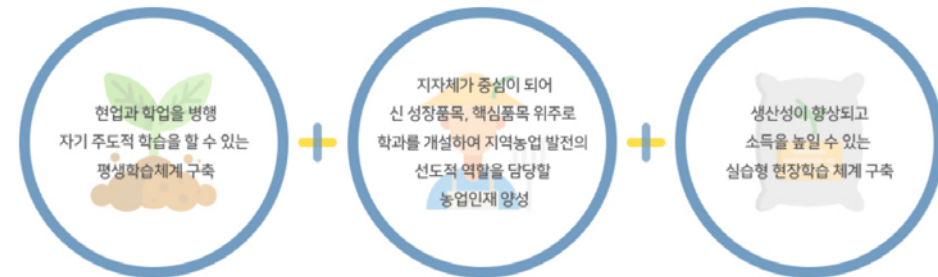 현업과 학업을 병행
자기 주도적 학습을 할 수 있는
평생학습체계 구축
지자체가 중심이 되어
신 성장품목, 핵심품목 위주로
학과를 개설하여 지역농업 발전의
선도적 역할을 담당할
농업인재 양성
생산성이 향상되고
소득을 높일 수 있는
실습형 현장학습 체계 구축